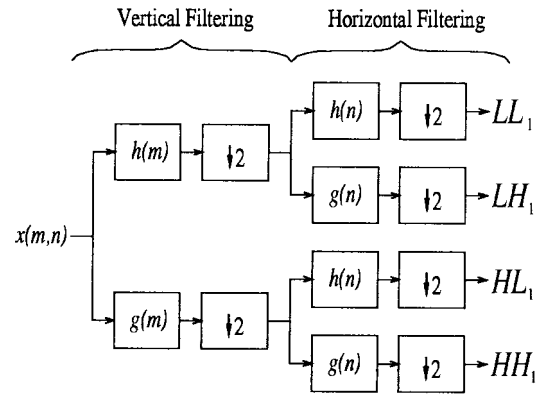 Vertical Filtering Horizontal Filtering
h(n) ↓2 LL₁
h(m) ↓2
g(n) ↓2 LH₁
x(m,n)
h(n) ↓2 HL₁
g(m) ↓2
g(n) ↓2 HH₁